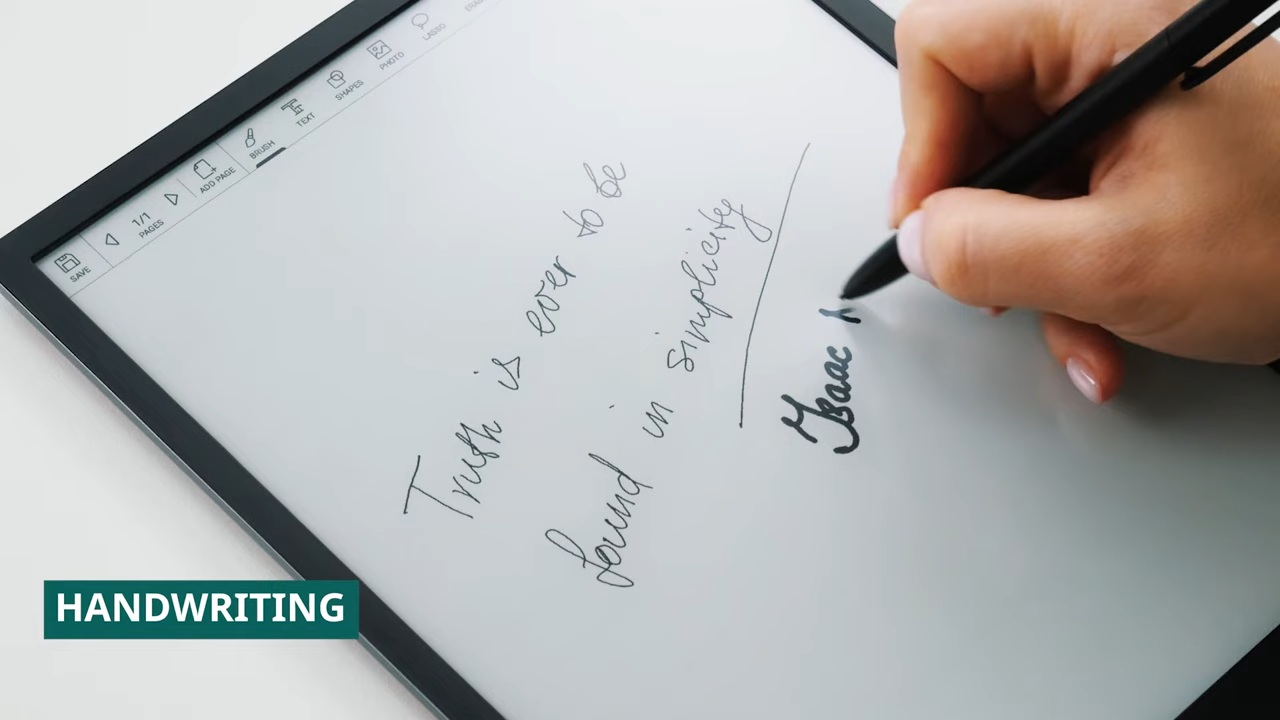 SAVE
1/1
PAGES
ADD PAGE
BRUSH
TEXT
SHAPES
PHOTO
LASSO
Truth is ever to be
found in simplicity
Isaac
HANDWRITING